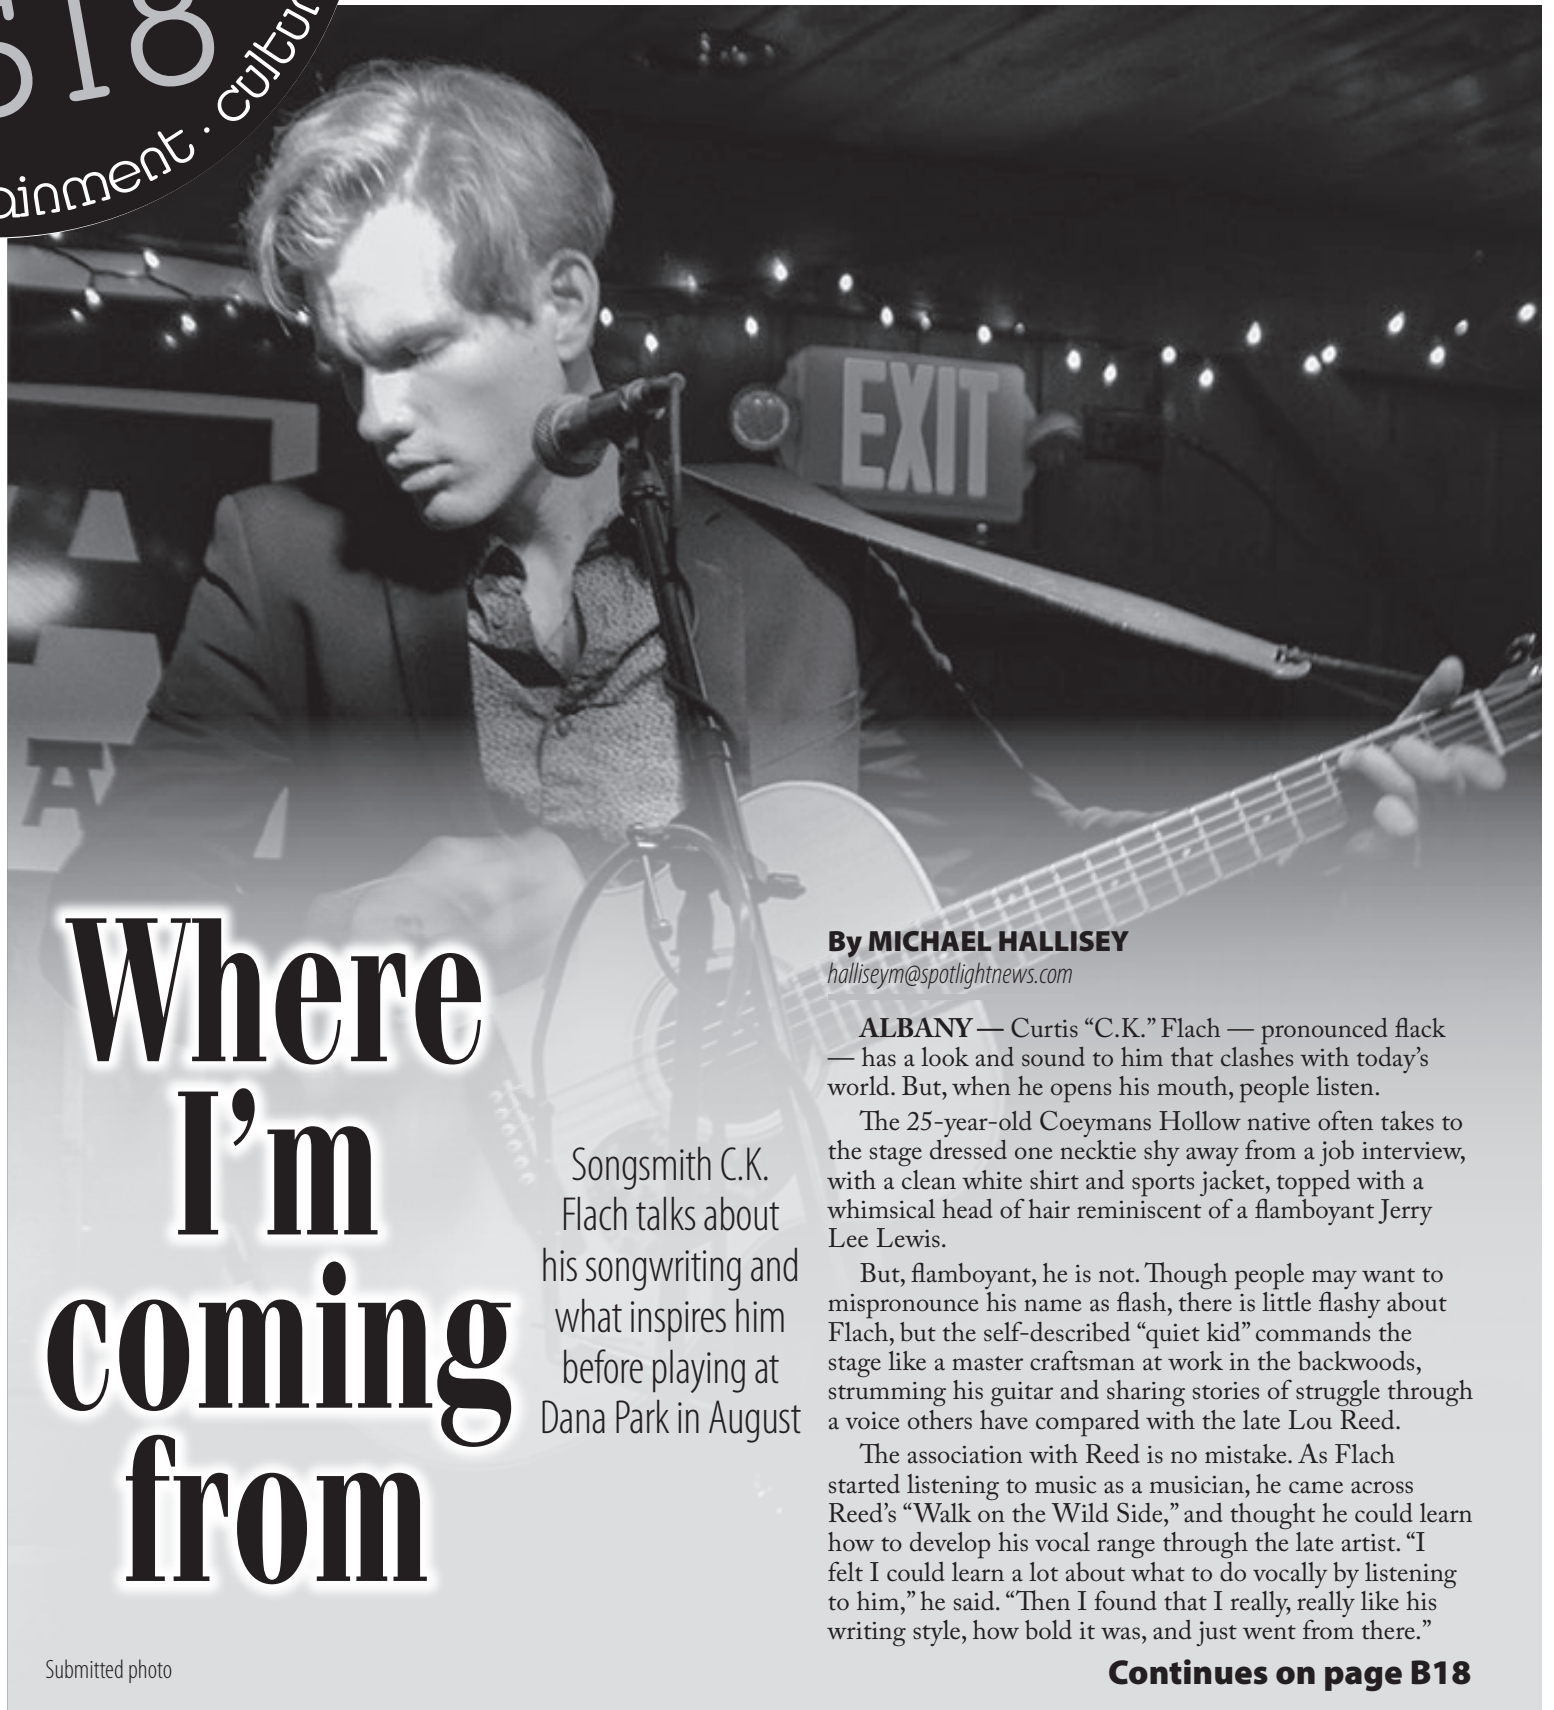 518
ainment · cultu
EXIT
A
A
Where
I’m
coming
from
Songsmith C.K.
Flach talks about
his songwriting and
what inspires him
before playing at
Dana Park in August
By MICHAEL HALLISEY
halliseym@spotlightnews.com
ALBANY — Curtis “C.K.” Flach — pronounced flack
— has a look and sound to him that clashes with today’s
world. But, when he opens his mouth, people listen.
The 25-year-old Coeymans Hollow native often takes to
the stage dressed one necktie shy away from a job interview,
with a clean white shirt and sports jacket, topped with a
whimsical head of hair reminiscent of a flamboyant Jerry
Lee Lewis.
But, flamboyant, he is not. Though people may want to
mispronounce his name as flash, there is little flashy about
Flach, but the self-described “quiet kid” commands the
stage like a master craftsman at work in the backwoods,
strumming his guitar and sharing stories of struggle through
a voice others have compared with the late Lou Reed.
The association with Reed is no mistake. As Flach
started listening to music as a musician, he came across
Reed’s “Walk on the Wild Side,” and thought he could learn
how to develop his vocal range through the late artist. “I
felt I could learn a lot about what to do vocally by listening
to him,” he said. “Then I found that I really, really like his
writing style, how bold it was, and just went from there.”
Submitted photo
Continues on page B18